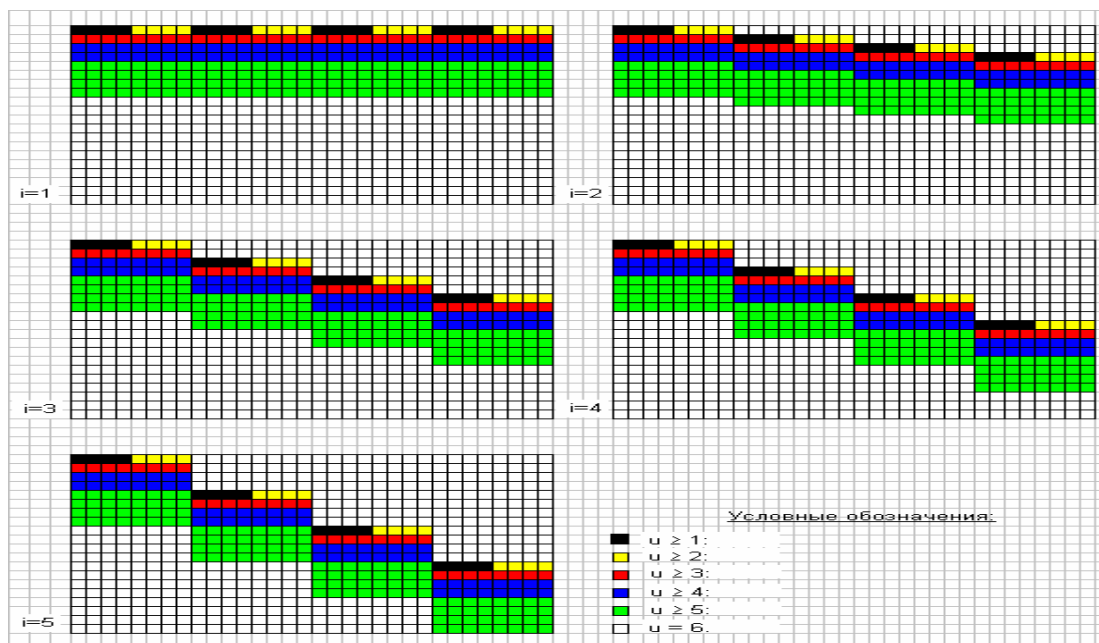 i=1
i=2
i=3
i=4
i=5
Условные обозначения:
u ≥ 1:
u ≥ 2:
u ≥ 3:
u ≥ 4:
u ≥ 5:
u = 6.